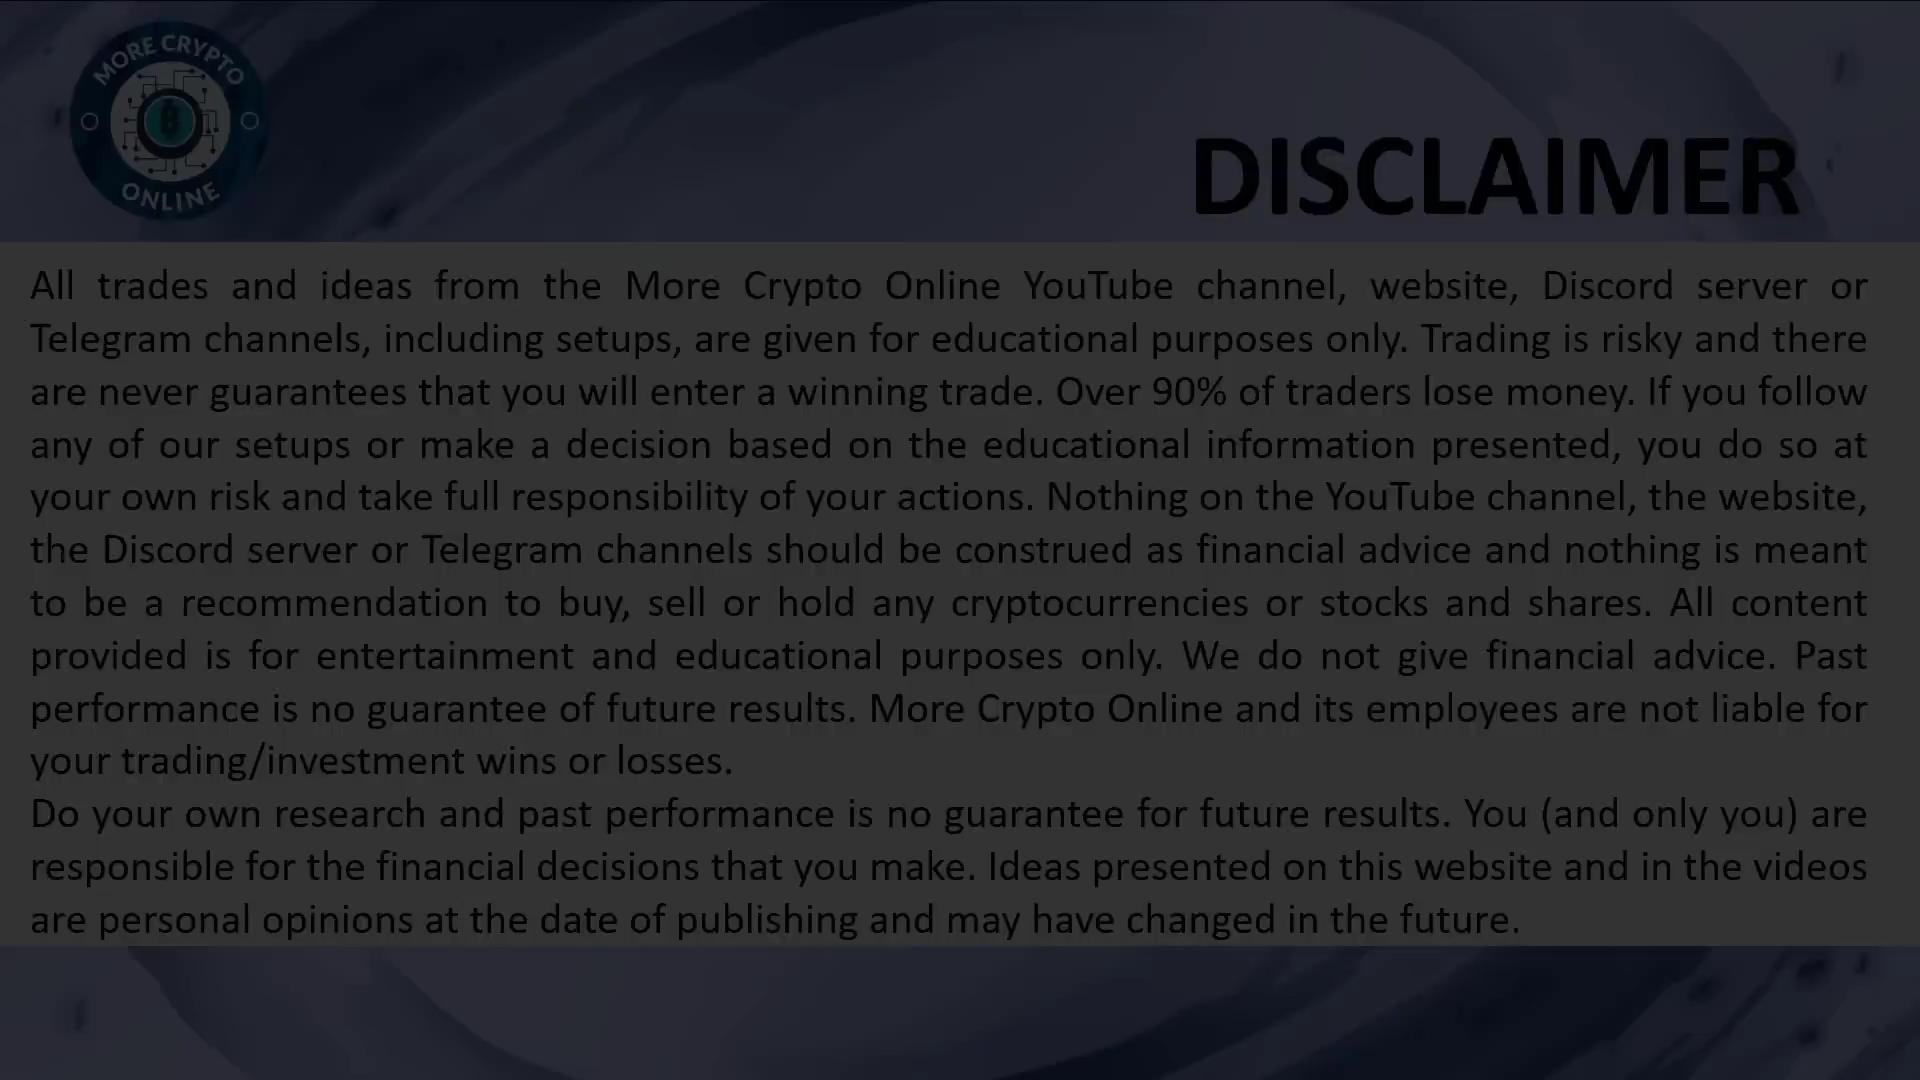 MORE CRYPTO
ONLINE
DISCLAIMER
All trades and ideas from the More Crypto Online YouTube channel, website, Discord server or
Telegram channels, including setups, are given for educational purposes only. Trading is risky and there
are never guarantees that you will enter a winning trade. Over 90% of traders lose money. If you follow
any of our setups or make a decision based on the educational information presented, you do so at
your own risk and take full responsibility of your actions. Nothing on the YouTube channel, the website,
the Discord server or Telegram channels should be construed as financial advice and nothing is meant
to be a recommendation to buy, sell or hold any cryptocurrencies or stocks and shares. All content
provided is for entertainment and educational purposes only. We do not give financial advice. Past
performance is no guarantee of future results. More Crypto Online and its employees are not liable for
your trading/investment wins or losses.
Do your own research and past performance is no guarantee for future results. You (and only you) are
responsible for the financial decisions that you make. Ideas presented on this website and in the videos
are personal opinions at the date of publishing and may have changed in the future.